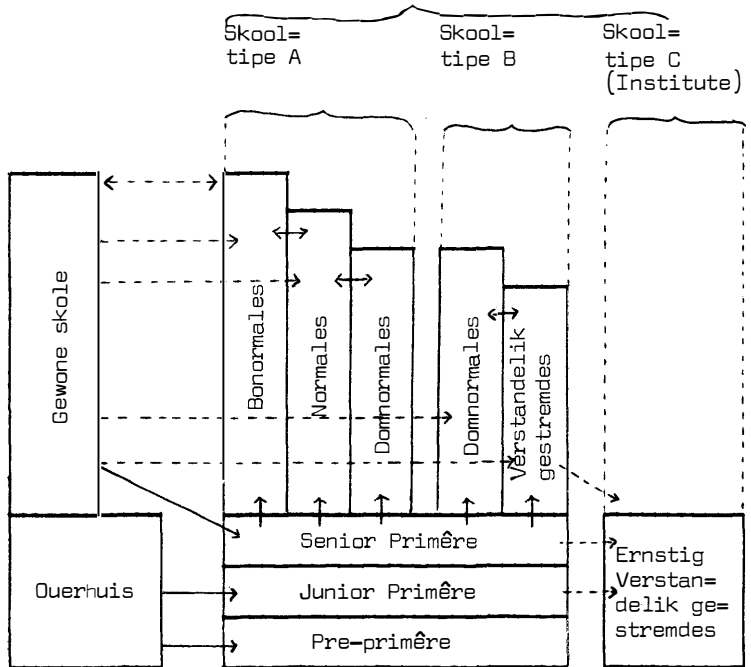 Skool=
tipe A
Skool=
tipe B
Skool=
tipe C
(Institute)
Gewone skole
Bonormales
Normales
Domnormales
Domnormales
Verstandelik
gestremdes
Ouerhuis
Senior Primêre
Junior Primêre
Pre-primêre
Ernstig
Verstan=
delik ge=
stremdes